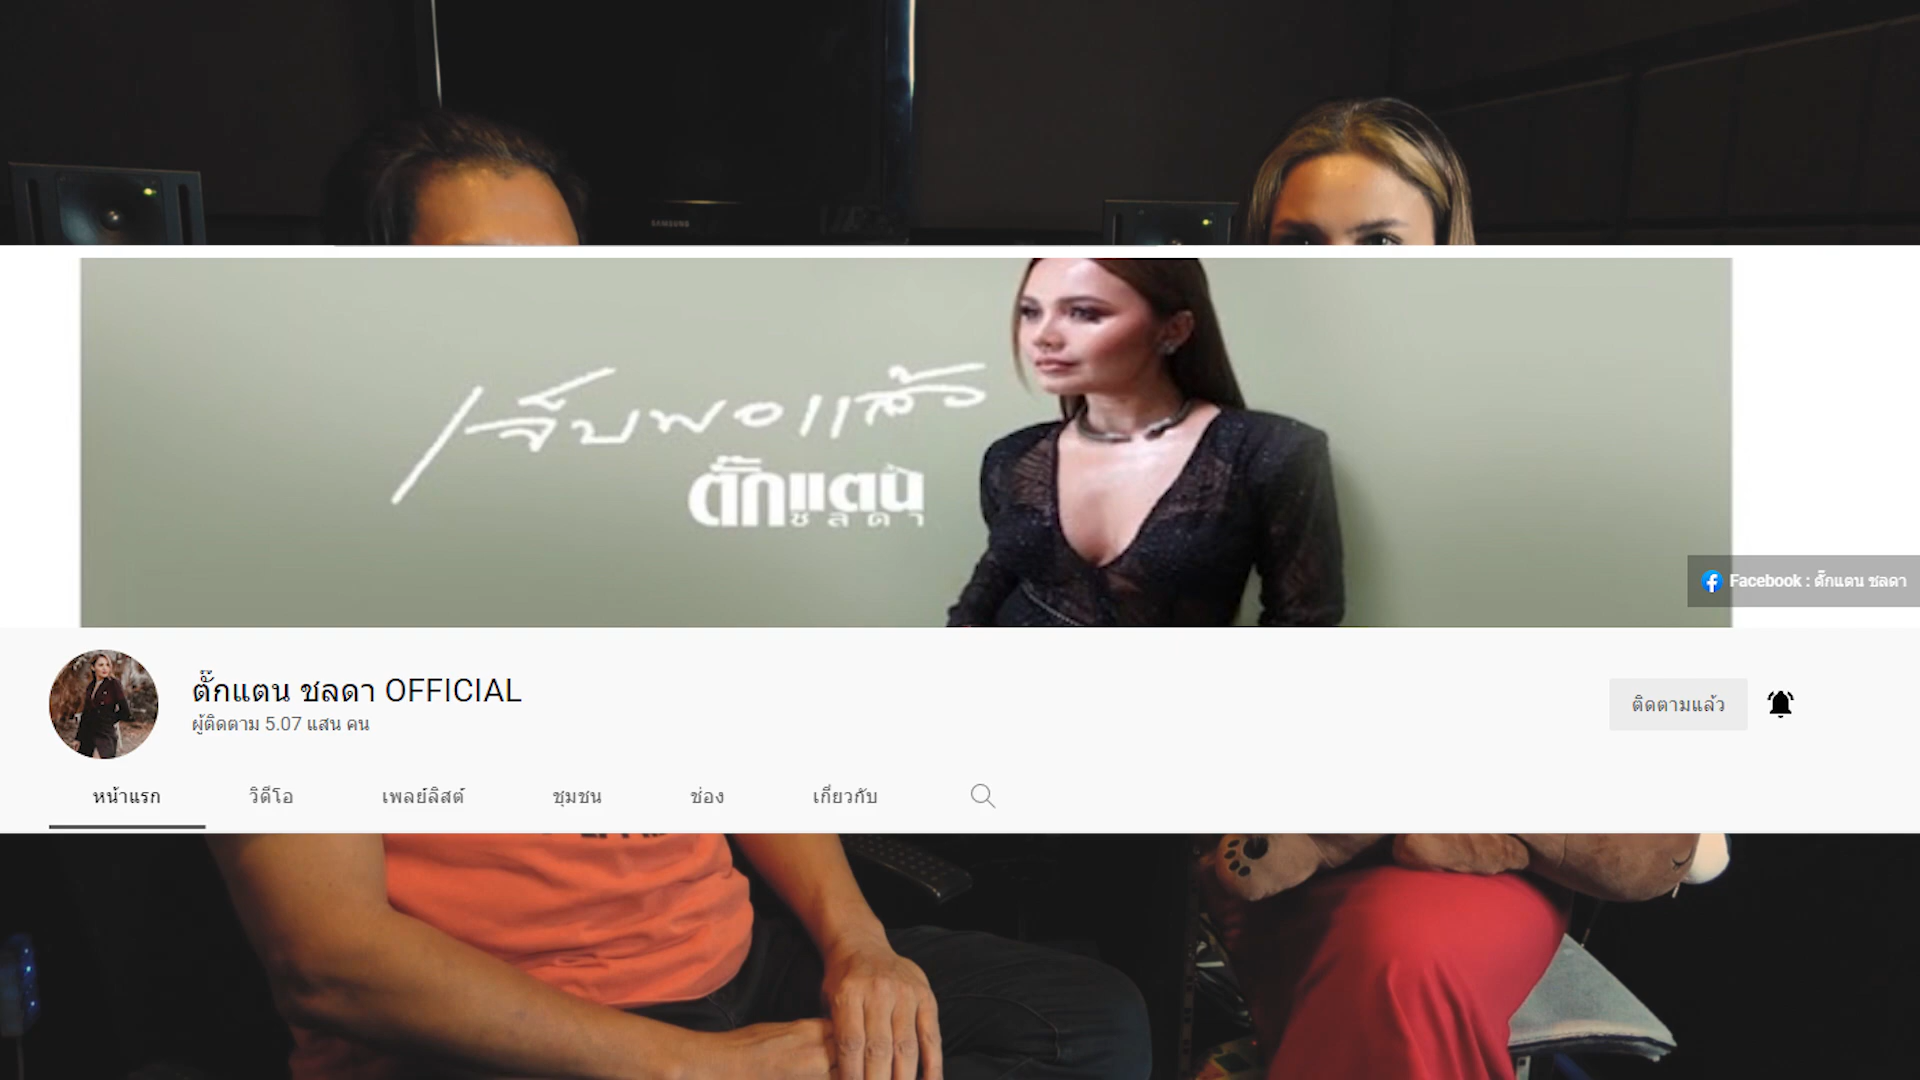 SAMSUNG
เจ็บพอแล้ว
ตั๊กแตน
ชลดา
Facebook : ตั๊กแตน ชลดา
ตั๊กแตน ชลดา OFFICIAL
ผู้ติดตาม 5.07 แสน คน
ติดตามแล้ว
หน้าแรก วิดีโอ เพลย์ลิสต์ ชุมชน ช่อง เกี่ยวกับ